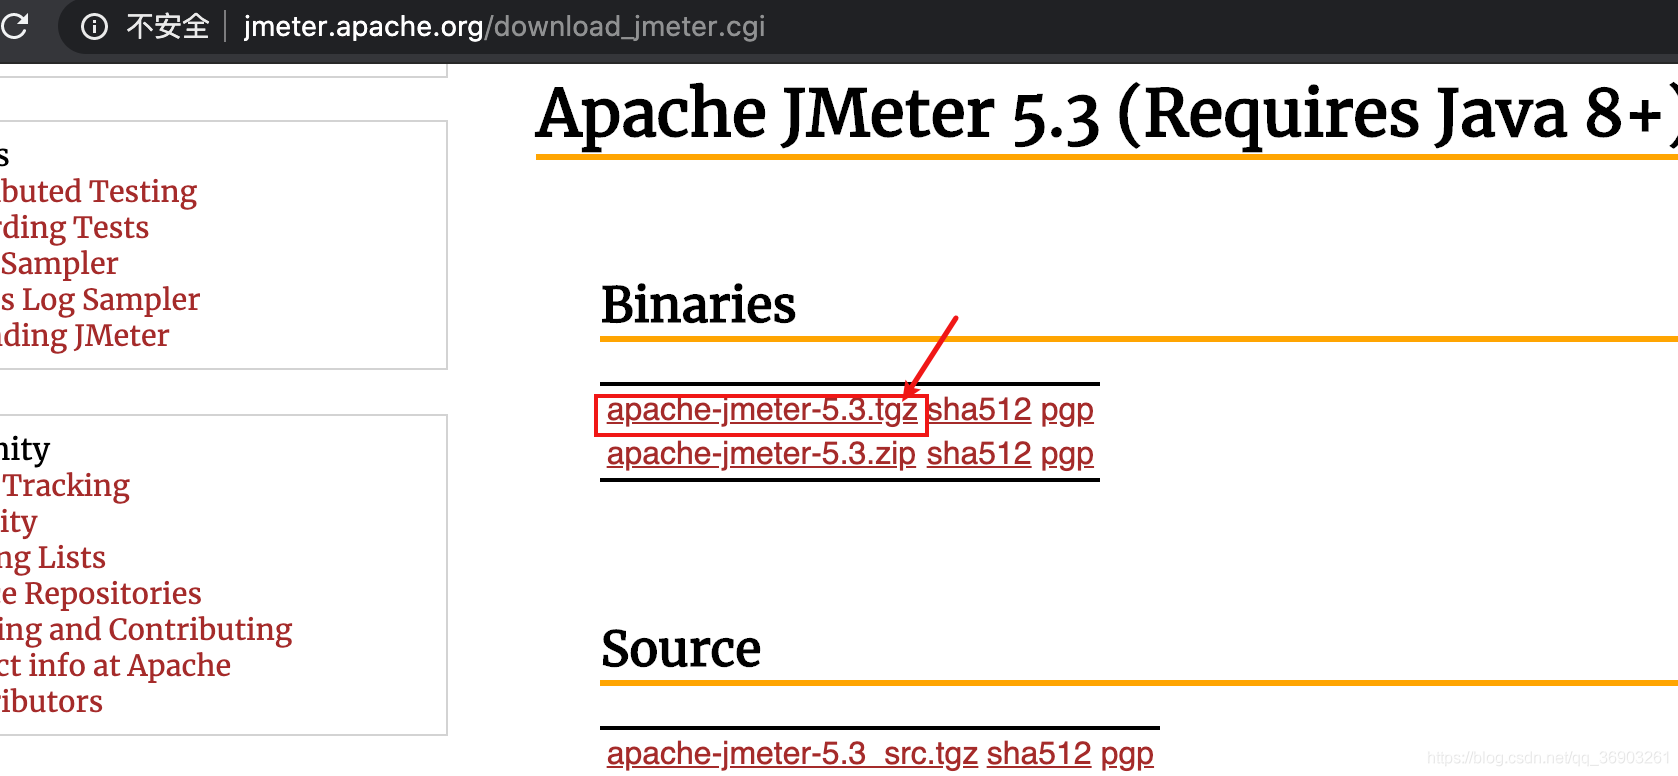 不安全 jmeter.apache.org/download_jmeter.cgi
s
buted Testing
ding Tests
Sampler
s Log Sampler
ding JMeter
nity
Tracking
ity
ng Lists
e Repositories
ing and Contributing
ct info at Apache
ributors
Apache JMeter 5.3 (Requires Java 8+)
Binaries
apache-jmeter-5.3.tgz sha512 pgp
apache-jmeter-5.3.zip sha512 pgp
Source
apache-jmeter-5.3_src.tgz sha512 pgp
https://blog.csdn.net/qq_36903261